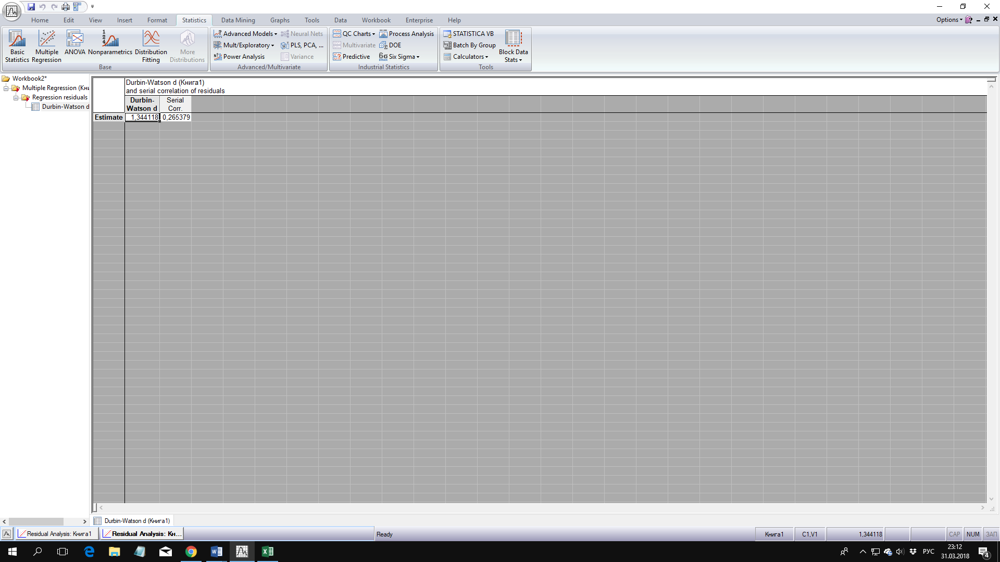 Home Edit View Insert Format Statistics Data Mining Graphs Tools Data Workbook Enterprise Help Options
Basic Statistics
Multiple Regression
ANOVA
Nonparametrics
Distribution Fitting
More Distributions
Base
Advanced Models Neural Nets
Mult/Exploratory PLS, PCA, ...
Power Analysis Variance
Advanced/Multivariate
QC Charts Process Analysis
Multivariate DOE
Predictive Six Sigma
Industrial Statistics
STATISTICA VB
Batch By Group
Calculators
Block Data Stats
Tools
Workbook2*
Multiple Regression (Кни
Regression residuals
Durbin-Watson d
Durbin-Watson d (Книга1)
and serial correlation of residuals
Durbin- Serial
Watson d Corr.
Estimate 1,344118 0,265379
Durbin-Watson d (Книга1)
Residual Analysis: Книга1
Residual Analysis: Кн...
Ready
Книга1 C1,V1 1,344118 CAP NUM ЗАП
РУС
23:12
31.03.2018
4